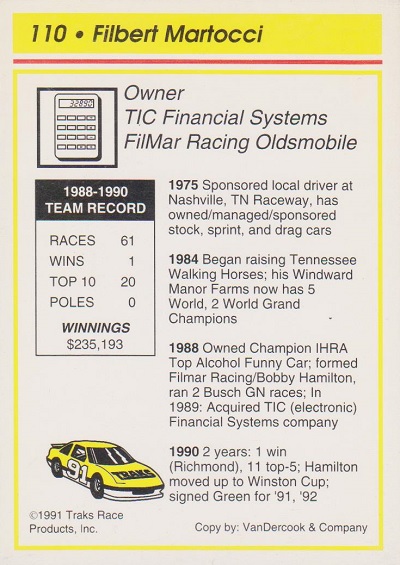 110 • Filbert Martocci
32890
Owner
TIC Financial Systems
FilMar Racing Oldsmobile
1988-1990
TEAM RECORD
RACES 61
WINS 1
TOP 10 20
POLES 0
WINNINGS
$235,193
1975 Sponsored local driver at
Nashville, TN Raceway, has
owned/managed/sponsored
stock, sprint, and drag cars
1984 Began raising Tennessee
Walking Horses; his Windward
Manor Farms now has 5
World, 2 World Grand
Champions
1988 Owned Champion IHRA
Top Alcohol Funny Car; formed
Filmar Racing/Bobby Hamilton,
ran 2 Busch GN races; In
1989: Acquired TIC (electronic)
Financial Systems company
1990 2 years: 1 win
(Richmond), 11 top-5; Hamilton
moved up to Winston Cup;
signed Green for '91, '92
91
TRAKS
©1991 Traks Race
Products, Inc.
Copy by: VanDercook & Company